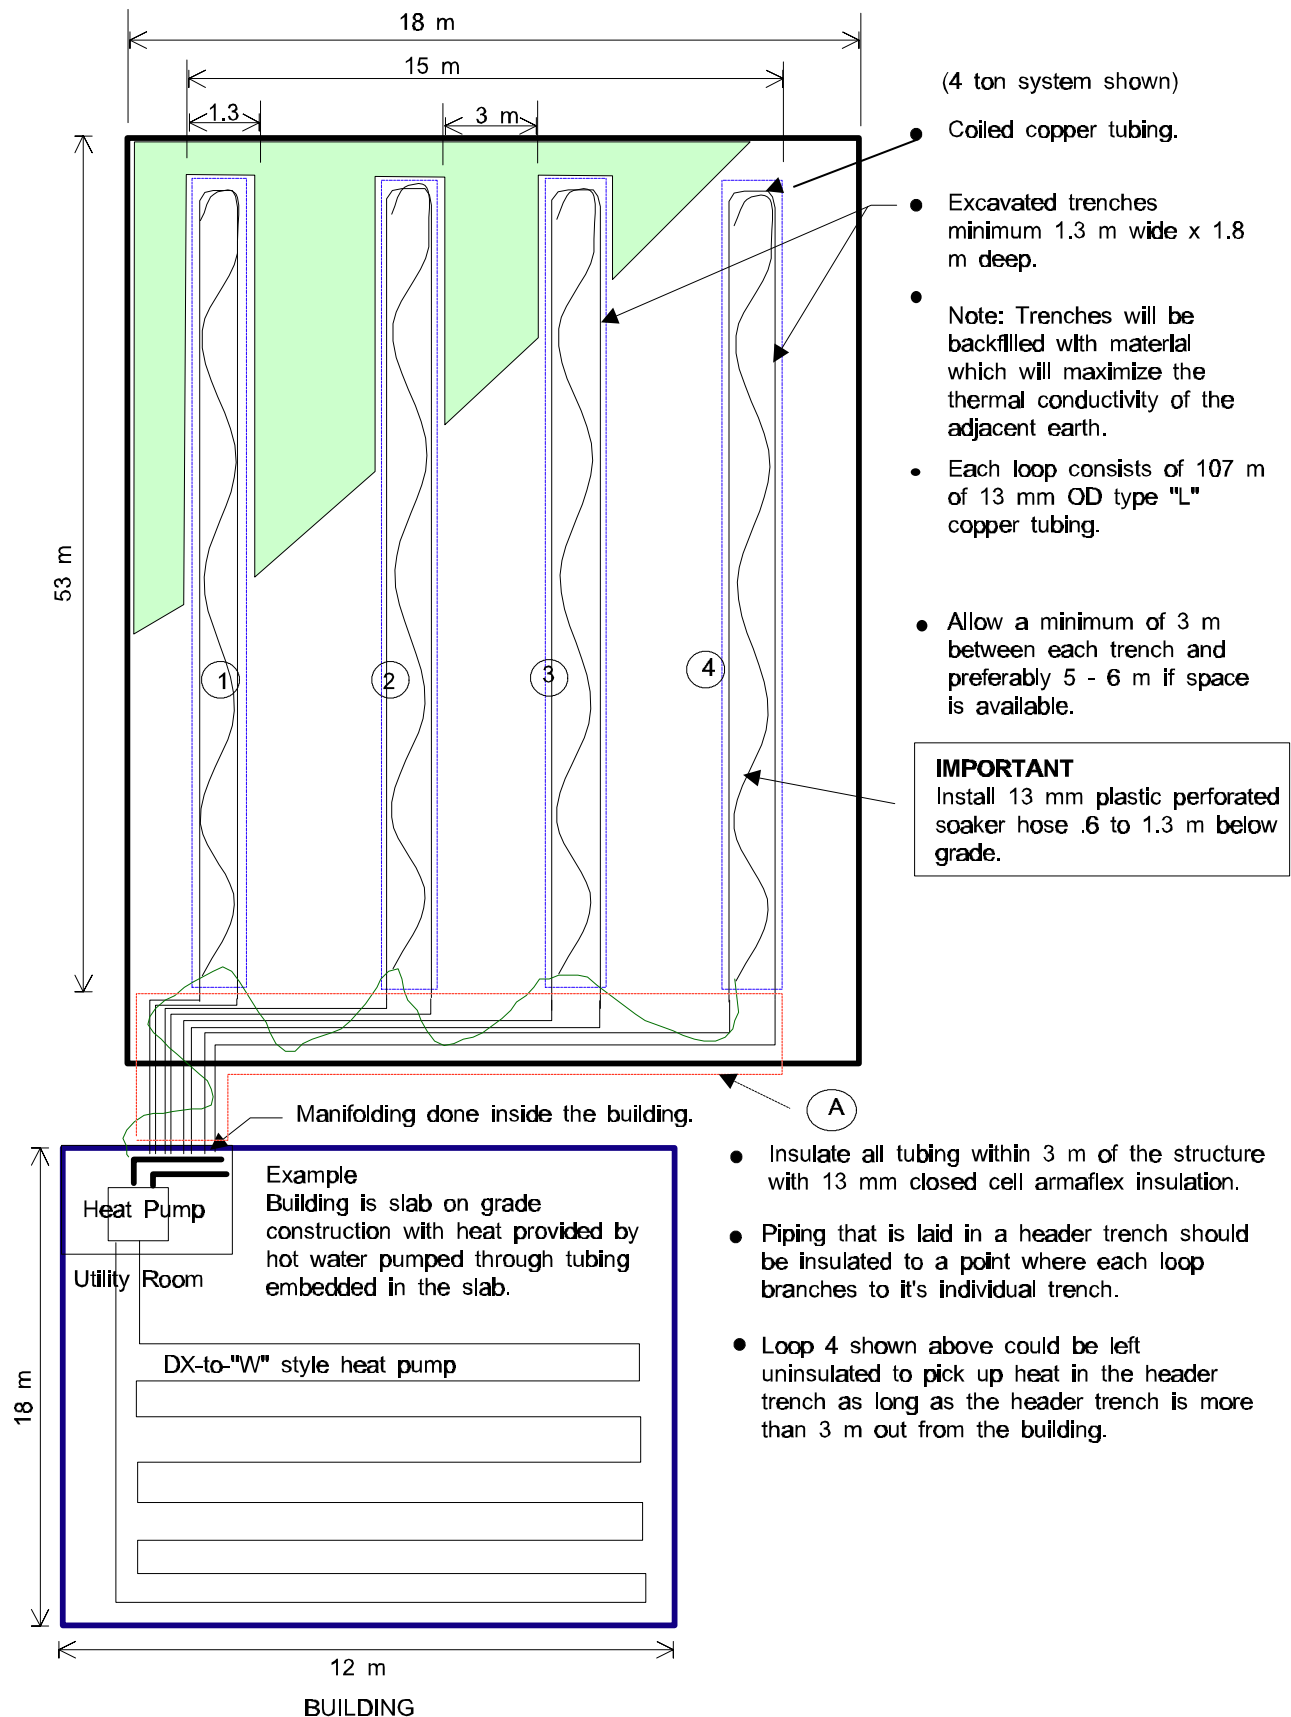 18 m
15 m
1.3
3 m
53 m
(4 ton system shown)
Coiled copper tubing.
Excavated trenches
minimum 1.3 m wide x 1.8
m deep.
Note: Trenches will be
backfilled with material
which will maximize the
thermal conductivity of the
adjacent earth.
Each loop consists of 107 m
of 13 mm OD type "L"
copper tubing.
Allow a minimum of 3 m
between each trench and
preferably 5 - 6 m if space
is available.
1
2
3
4
IMPORTANT
Install 13 mm plastic perforated
soaker hose .6 to 1.3 m below
grade.
A
Manifolding done inside the building.
Insulate all tubing within 3 m of the structure
with 13 mm closed cell armaflex insulation.
Piping that is laid in a header trench should
be insulated to a point where each loop
branches to it's individual trench.
Loop 4 shown above could be left
uninsulated to pick up heat in the header
trench as long as the header trench is more
than 3 m out from the building.
Example
Building is slab on grade
construction with heat provided by
hot water pumped through tubing
embedded in the slab.
Heat Pump
Utility Room
DX-to-"W" style heat pump
18 m
12 m
BUILDING